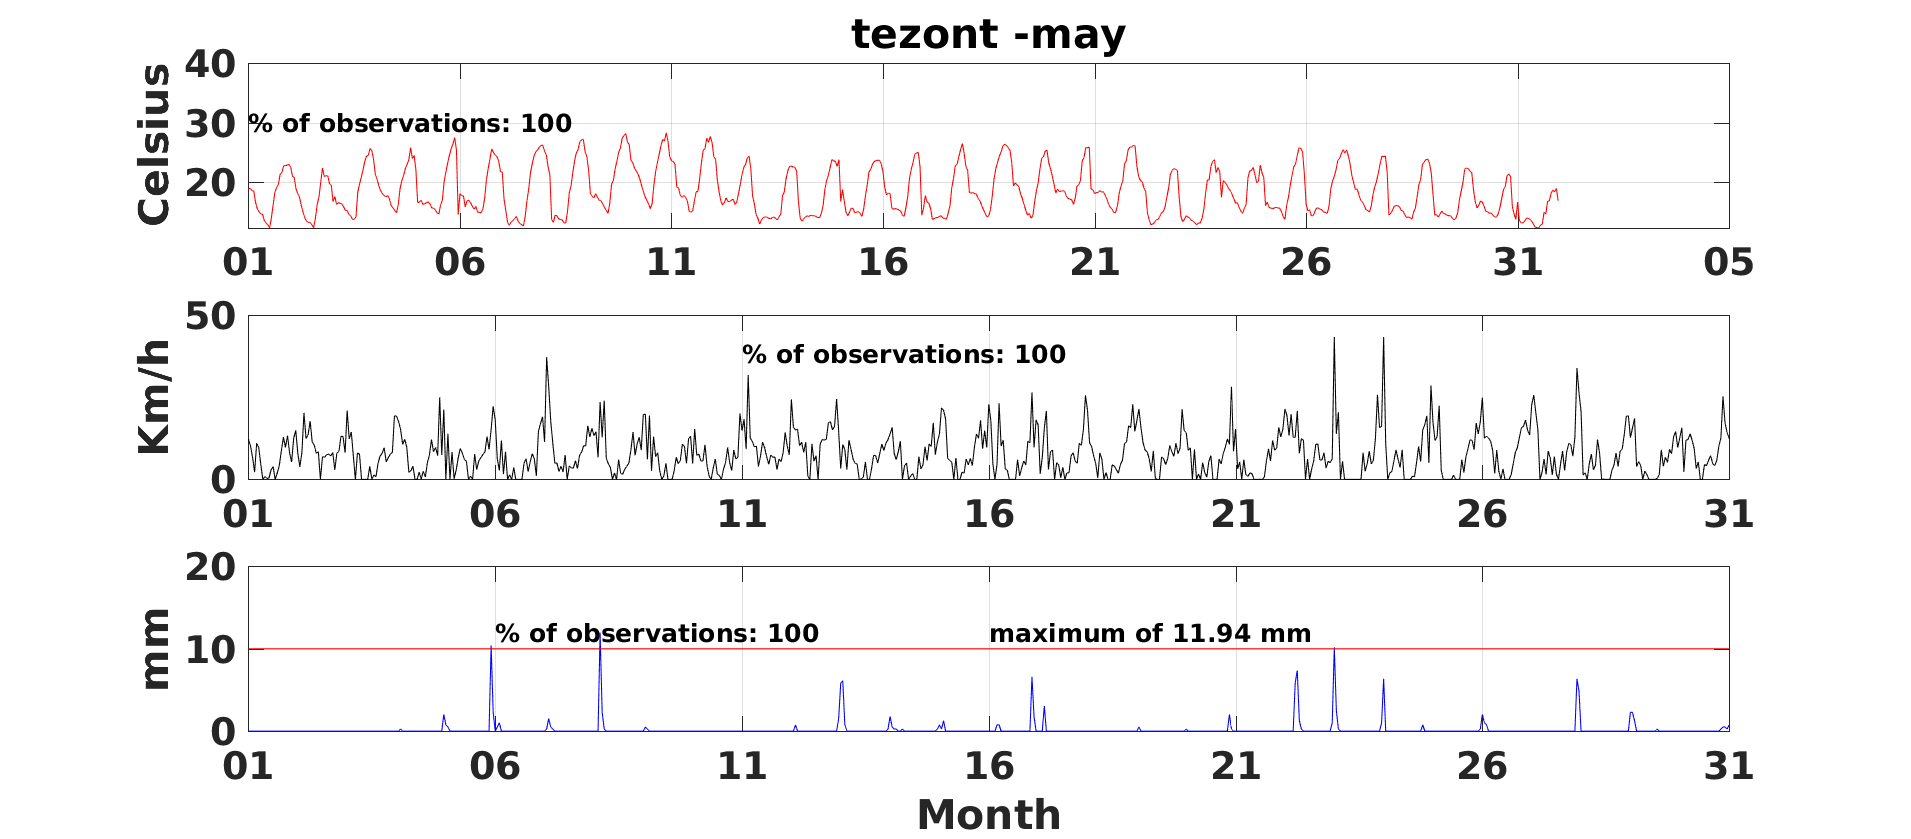 tezont -may
Celsius
40
30
20
% of observations: 100
01 06 11 16 21 26 31 05
Km/h
50
0
% of observations: 100
01 06 11 16 21 26 31
mm
20
10
0
% of observations: 100 maximum of 11.94 mm
01 06 11 16 21 26 31
Month